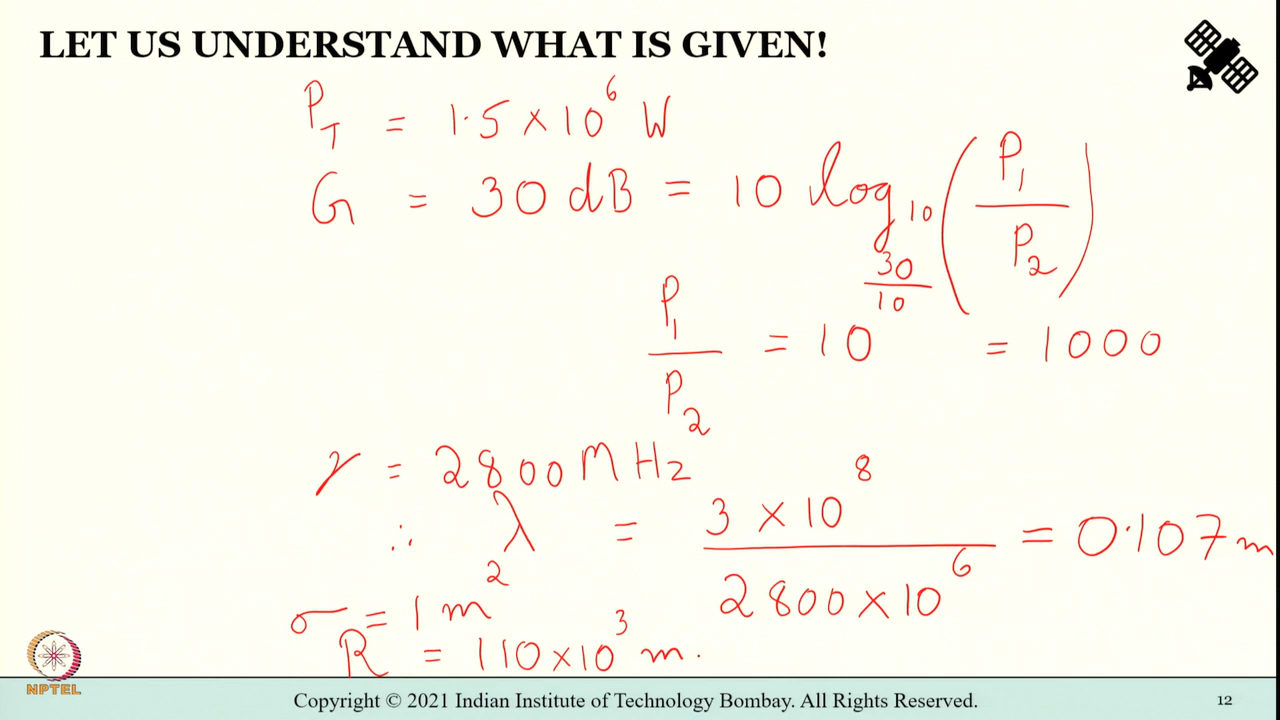 LET US UNDERSTAND WHAT IS GIVEN!
P_T = 1.5 × 10^6 W
G = 30 dB = 10 log_10 (P_1 / P_2)
P_1 / P_2 = 10^(30/10) = 1000
γ = 2800 MHz
∴ λ = 3 × 10^8 / 2800 × 10^6 = 0.107 m
σ = 1 m^2
R = 110 × 10^3 m.
NPTEL
Copyright © 2021 Indian Institute of Technology Bombay. All Rights Reserved.
12